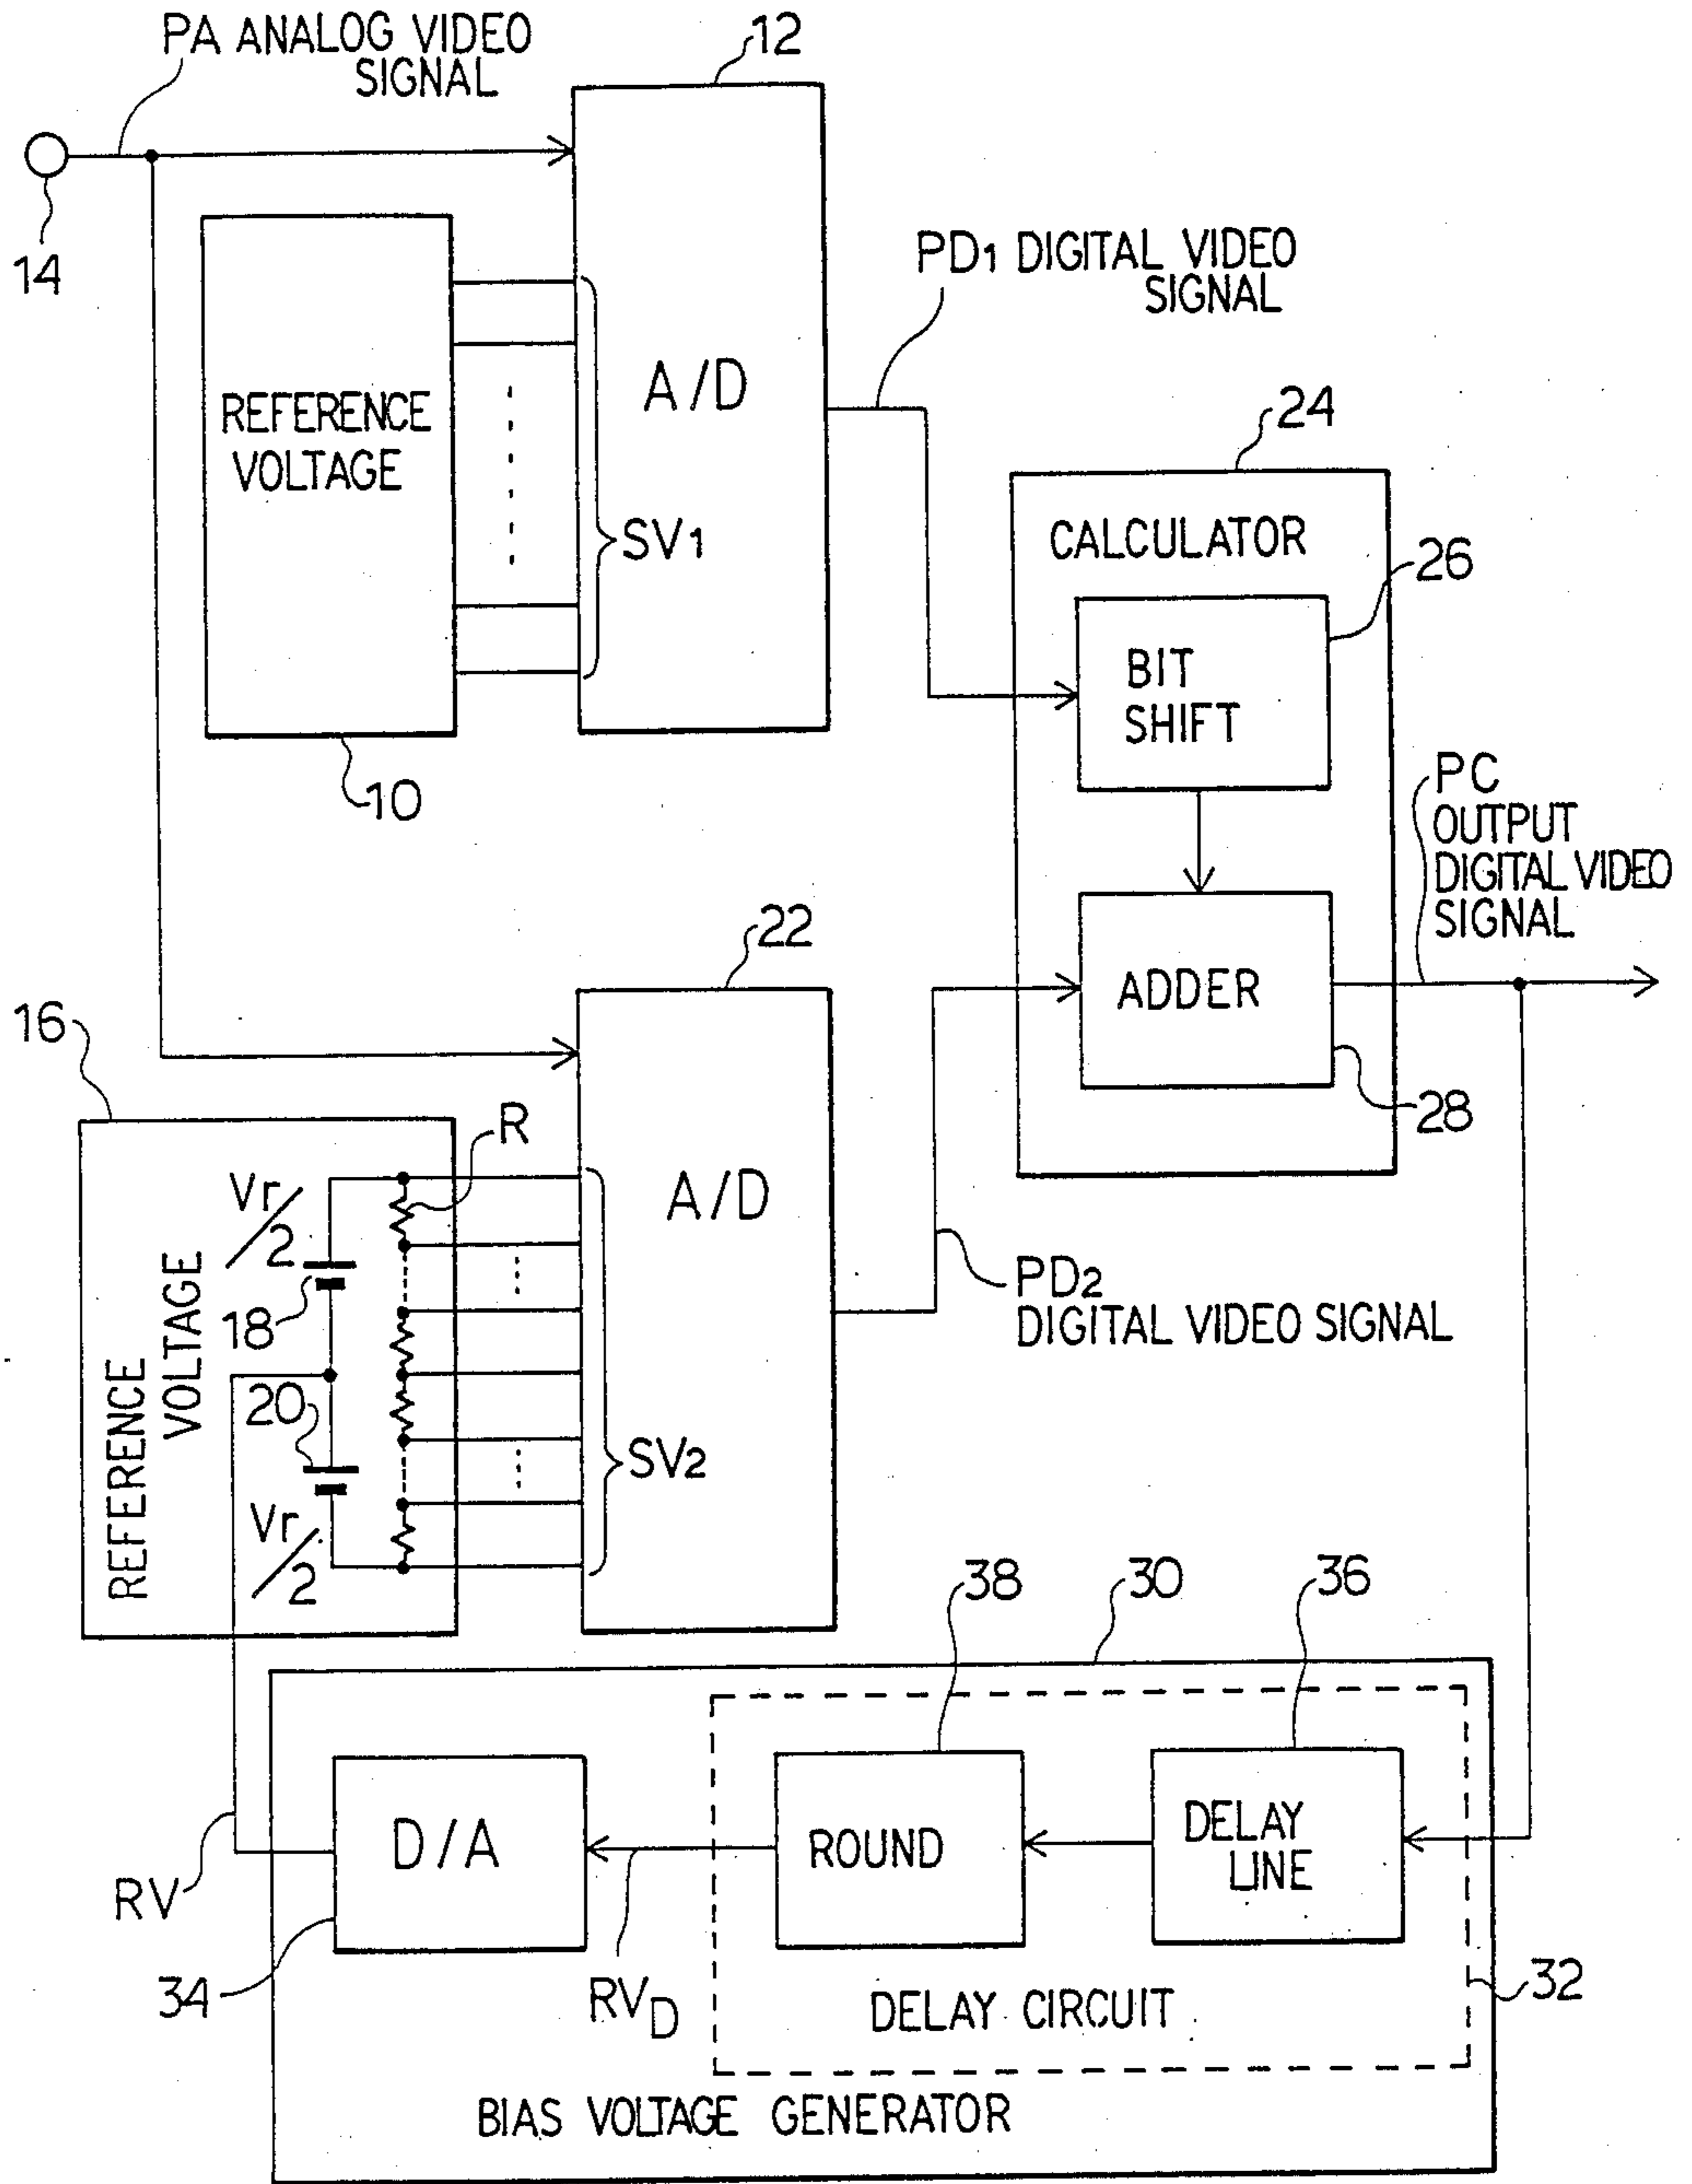 PA ANALOG VIDEO
SIGNAL
12
14
REFERENCE
VOLTAGE
10
SV1
A/D
PD1 DIGITAL VIDEO
SIGNAL
24
CALCULATOR
26
BIT
SHIFT
PC
OUTPUT
DIGITAL VIDEO
SIGNAL
ADDER
28
22
16
REFERENCE
VOLTAGE
Vr/2
18
20
Vr/2
R
SV2
A/D
PD2
DIGITAL VIDEO SIGNAL
38
30
36
D/A
ROUND
DELAY
LINE
RV
34
RVD
DELAY CIRCUIT
32
BIAS VOLTAGE GENERATOR